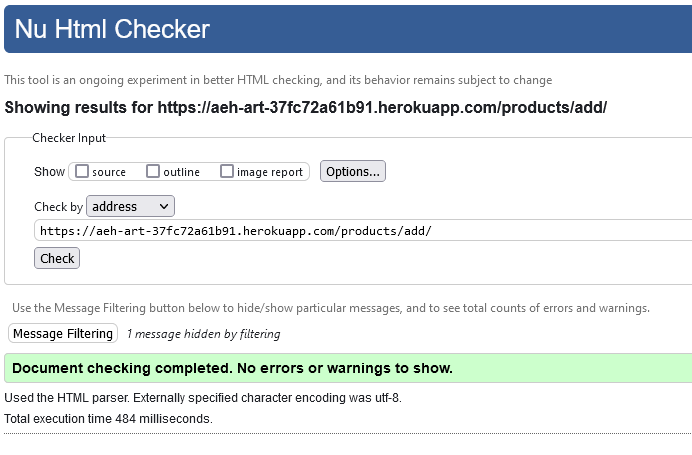 Nu Html Checker
This tool is an ongoing experiment in better HTML checking, and its behavior remains subject to change
Showing results for https://aeh-art-37fc72a61b91.herokuapp.com/products/add/
Checker Input
Show source outline image report Options...
Check by address
https://aeh-art-37fc72a61b91.herokuapp.com/products/add/
Check
Use the Message Filtering button below to hide/show particular messages, and to see total counts of errors and warnings.
Message Filtering 1 message hidden by filtering
Document checking completed. No errors or warnings to show.
Used the HTML parser. Externally specified character encoding was utf-8.
Total execution time 484 milliseconds.